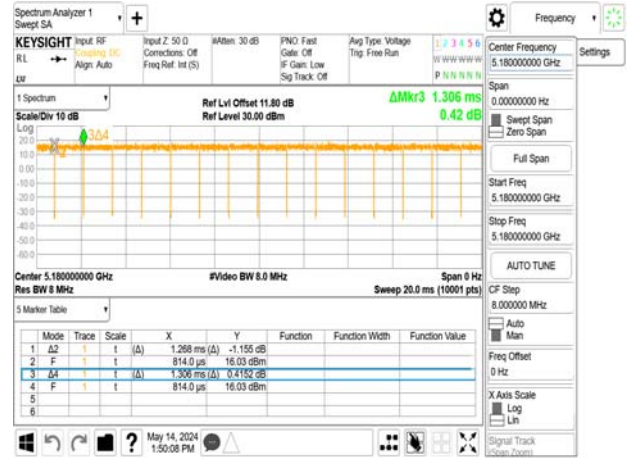 Spectrum Analyzer 1
Swept SA
Frequency
KEYSIGHT
Input: RF
Coupling: DC
Align: Auto
Input Z: 50 Ω
Corrections: Off
Freq Ref: Int (S)
#Atten: 30 dB
PNO: Fast
Gate: Off
IF Gain: Low
Sig Track: Off
Avg Type: Voltage
Trig: Free Run
1 2 3 4 5 6
W W W W W W
P N N N N N
RL
1 Spectrum
Scale/Div 10 dB
Ref Lvl Offset 11.80 dB
Ref Level 30.00 dBm
ΔMkr3 1.306 ms
0.42 dB
Log
3Δ4
20.0
10.0
0.00
-10.0
-20.0
-30.0
-40.0
-50.0
-60.0
Center 5.180000000 GHz
Res BW 8 MHz
#Video BW 8.0 MHz
Span 0 Hz
Sweep 20.0 ms (10001 pts)
5 Marker Table
Mode Trace Scale X Y Function Function Width Function Value
1 Δ2 1 t (Δ) 1.268 ms (Δ) -1.155 dB
2 F 1 t 814.0 µs 16.03 dBm
3 Δ4 1 t (Δ) 1.306 ms (Δ) 0.4152 dB
4 F 1 t 814.0 µs 16.03 dBm
5
6
May 14, 2024
1:50:08 PM
Center Frequency
5.180000000 GHz
Settings
Span
0.00000000 Hz
Swept Span
Zero Span
Full Span
Start Freq
5.180000000 GHz
Stop Freq
5.180000000 GHz
AUTO TUNE
CF Step
8.000000 MHz
Auto
Man
Freq Offset
0 Hz
X Axis Scale
Log
Lin
Signal Track
(Span Zoom)